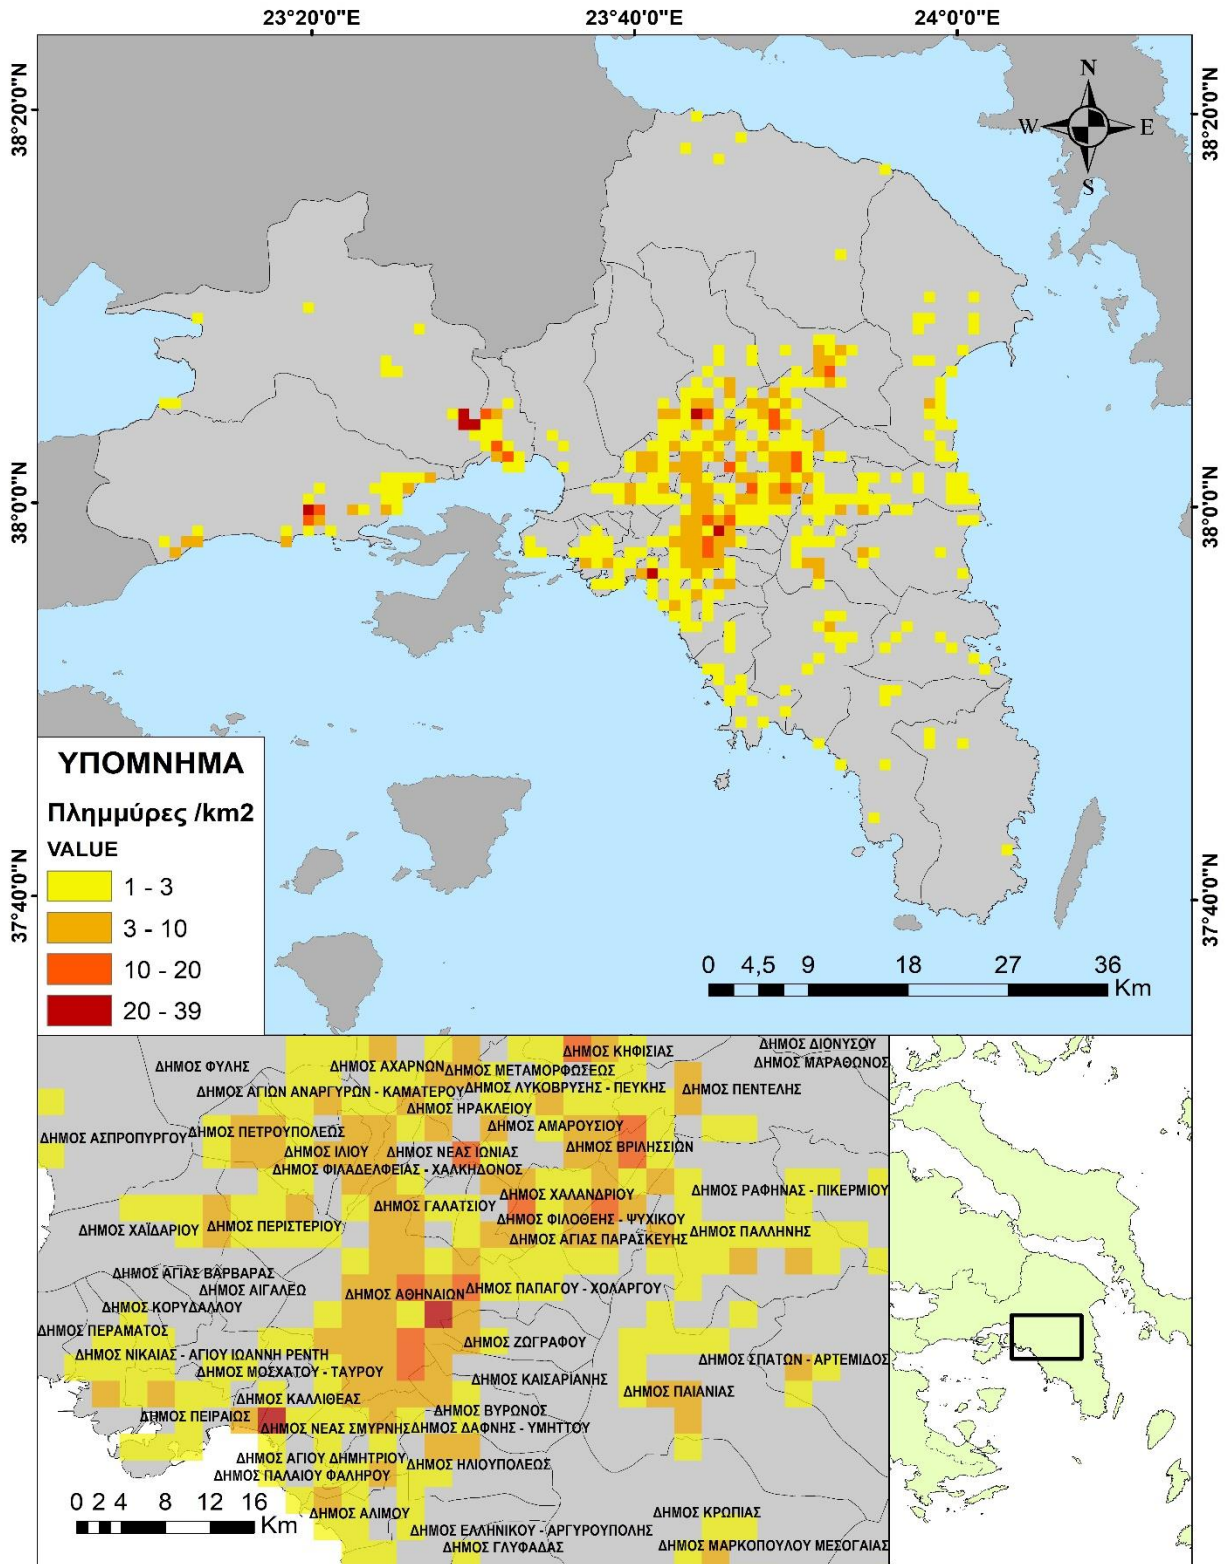 23°20'0"E 23°40'0"E 24°0'0"E
38°20'0"N 38°20'0"N
N
W E
S
38°0'0"N 38°0'0"N
ΥΠΟΜΝΗΜΑ
Πλημμύρες /km2
VALUE
1 - 3
3 - 10
10 - 20
20 - 39
37°40'0"N 37°40'0"N
0 4,5 9 18 27 36
Km
ΔΗΜΟΣ ΔΙΟΝΥΣΟΥ
ΔΗΜΟΣ ΚΗΦΙΣΙΑΣ
ΔΗΜΟΣ ΜΑΡΑΘΩΝΟΣ
ΔΗΜΟΣ ΦΥΛΗΣ
ΔΗΜΟΣ ΑΧΑΡΝΩΝ
ΔΗΜΟΣ ΜΕΤΑΜΟΡΦΩΣΕΩΣ
ΔΗΜΟΣ ΑΓΙΩΝ ΑΝΑΡΓΥΡΩΝ - ΚΑΜΑΤΕΡΟΥ
ΔΗΜΟΣ ΛΥΚΟΒΡΥΣΗΣ - ΠΕΥΚΗΣ
ΔΗΜΟΣ ΠΕΝΤΕΛΗΣ
ΔΗΜΟΣ ΗΡΑΚΛΕΙΟΥ
ΔΗΜΟΣ ΑΜΑΡΟΥΣΙΟΥ
ΔΗΜΟΣ ΑΣΠΡΟΠΥΡΓΟΥ
ΔΗΜΟΣ ΠΕΤΡΟΥΠΟΛΕΩΣ
ΔΗΜΟΣ ΒΡΙΛΗΣΣΙΩΝ
ΔΗΜΟΣ ΙΛΙΟΥ
ΔΗΜΟΣ ΝΕΑΣ ΙΩΝΙΑΣ
ΔΗΜΟΣ ΦΙΛΑΔΕΛΦΕΙΑΣ - ΧΑΛΚΗΔΟΝΟΣ
ΔΗΜΟΣ ΡΑΦΗΝΑΣ - ΠΙΚΕΡΜΙΟΥ
ΔΗΜΟΣ ΧΑΛΑΝΔΡΙΟΥ
ΔΗΜΟΣ ΓΑΛΑΤΣΙΟΥ
ΔΗΜΟΣ ΦΙΛΟΘΕΗΣ - ΨΥΧΙΚΟΥ
ΔΗΜΟΣ ΧΑΪΔΑΡΙΟΥ
ΔΗΜΟΣ ΠΕΡΙΣΤΕΡΙΟΥ
ΔΗΜΟΣ ΠΑΛΛΗΝΗΣ
ΔΗΜΟΣ ΑΓΙΑΣ ΠΑΡΑΣΚΕΥΗΣ
ΔΗΜΟΣ ΑΓΙΑΣ ΒΑΡΒΑΡΑΣ
ΔΗΜΟΣ ΑΙΓΑΛΕΩ
ΔΗΜΟΣ ΑΘΗΝΑΙΩΝ
ΔΗΜΟΣ ΠΑΠΑΓΟΥ - ΧΟΛΑΡΓΟΥ
ΔΗΜΟΣ ΚΟΡΥΔΑΛΛΟΥ
ΔΗΜΟΣ ΠΕΡΑΜΑΤΟΣ
ΔΗΜΟΣ ΖΩΓΡΑΦΟΥ
ΔΗΜΟΣ ΝΙΚΑΙΑΣ - ΑΓΙΟΥ ΙΩΑΝΝΗ ΡΕΝΤΗ
ΔΗΜΟΣ ΣΠΑΤΩΝ - ΑΡΤΕΜΙΔΟΣ
ΔΗΜΟΣ ΜΟΣΧΑΤΟΥ - ΤΑΥΡΟΥ
ΔΗΜΟΣ ΚΑΙΣΑΡΙΑΝΗΣ
ΔΗΜΟΣ ΠΑΙΑΝΙΑΣ
ΔΗΜΟΣ ΚΑΛΛΙΘΕΑΣ
ΔΗΜΟΣ ΒΥΡΩΝΟΣ
ΔΗΜΟΣ ΠΕΙΡΑΙΩΣ
ΔΗΜΟΣ ΝΕΑΣ ΣΜΥΡΝΗΣ
ΔΗΜΟΣ ΔΑΦΝΗΣ - ΥΜΗΤΤΟΥ
ΔΗΜΟΣ ΑΓΙΟΥ ΔΗΜΗΤΡΙΟΥ
ΔΗΜΟΣ ΗΛΙΟΥΠΟΛΕΩΣ
ΔΗΜΟΣ ΠΑΛΑΙΟΥ ΦΑΛΗΡΟΥ
ΔΗΜΟΣ ΑΛΙΜΟΥ
ΔΗΜΟΣ ΚΡΩΠΙΑΣ
ΔΗΜΟΣ ΕΛΛΗΝΙΚΟΥ - ΑΡΓΥΡΟΥΠΟΛΗΣ
ΔΗΜΟΣ ΓΛΥΦΑΔΑΣ
ΔΗΜΟΣ ΜΑΡΚΟΠΟΥΛΟΥ ΜΕΣΟΓΑΙΑΣ
0 2 4 8 12 16
Km